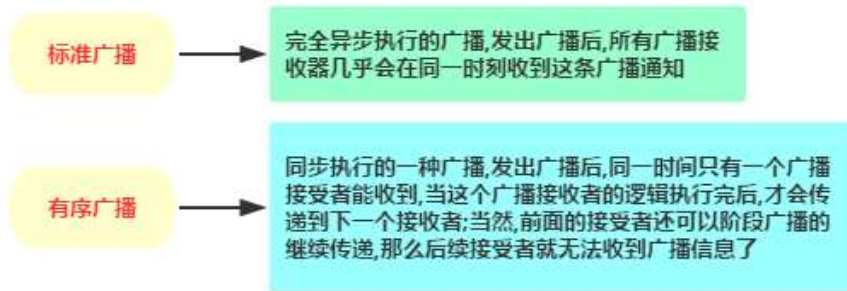 标准广播
完全异步执行的广播,发出广播后,所有广播接
收器几乎会在同一时刻收到这条广播通知
有序广播
同步执行的一种广播,发出广播后,同一时间只有一个广播
接受者能收到,当这个广播接收者的逻辑执行完后,才会传
递到下一个接收者;当然,前面的接受者还可以阶段广播的
继续传递,那么后续接受者就无法收到广播信息了